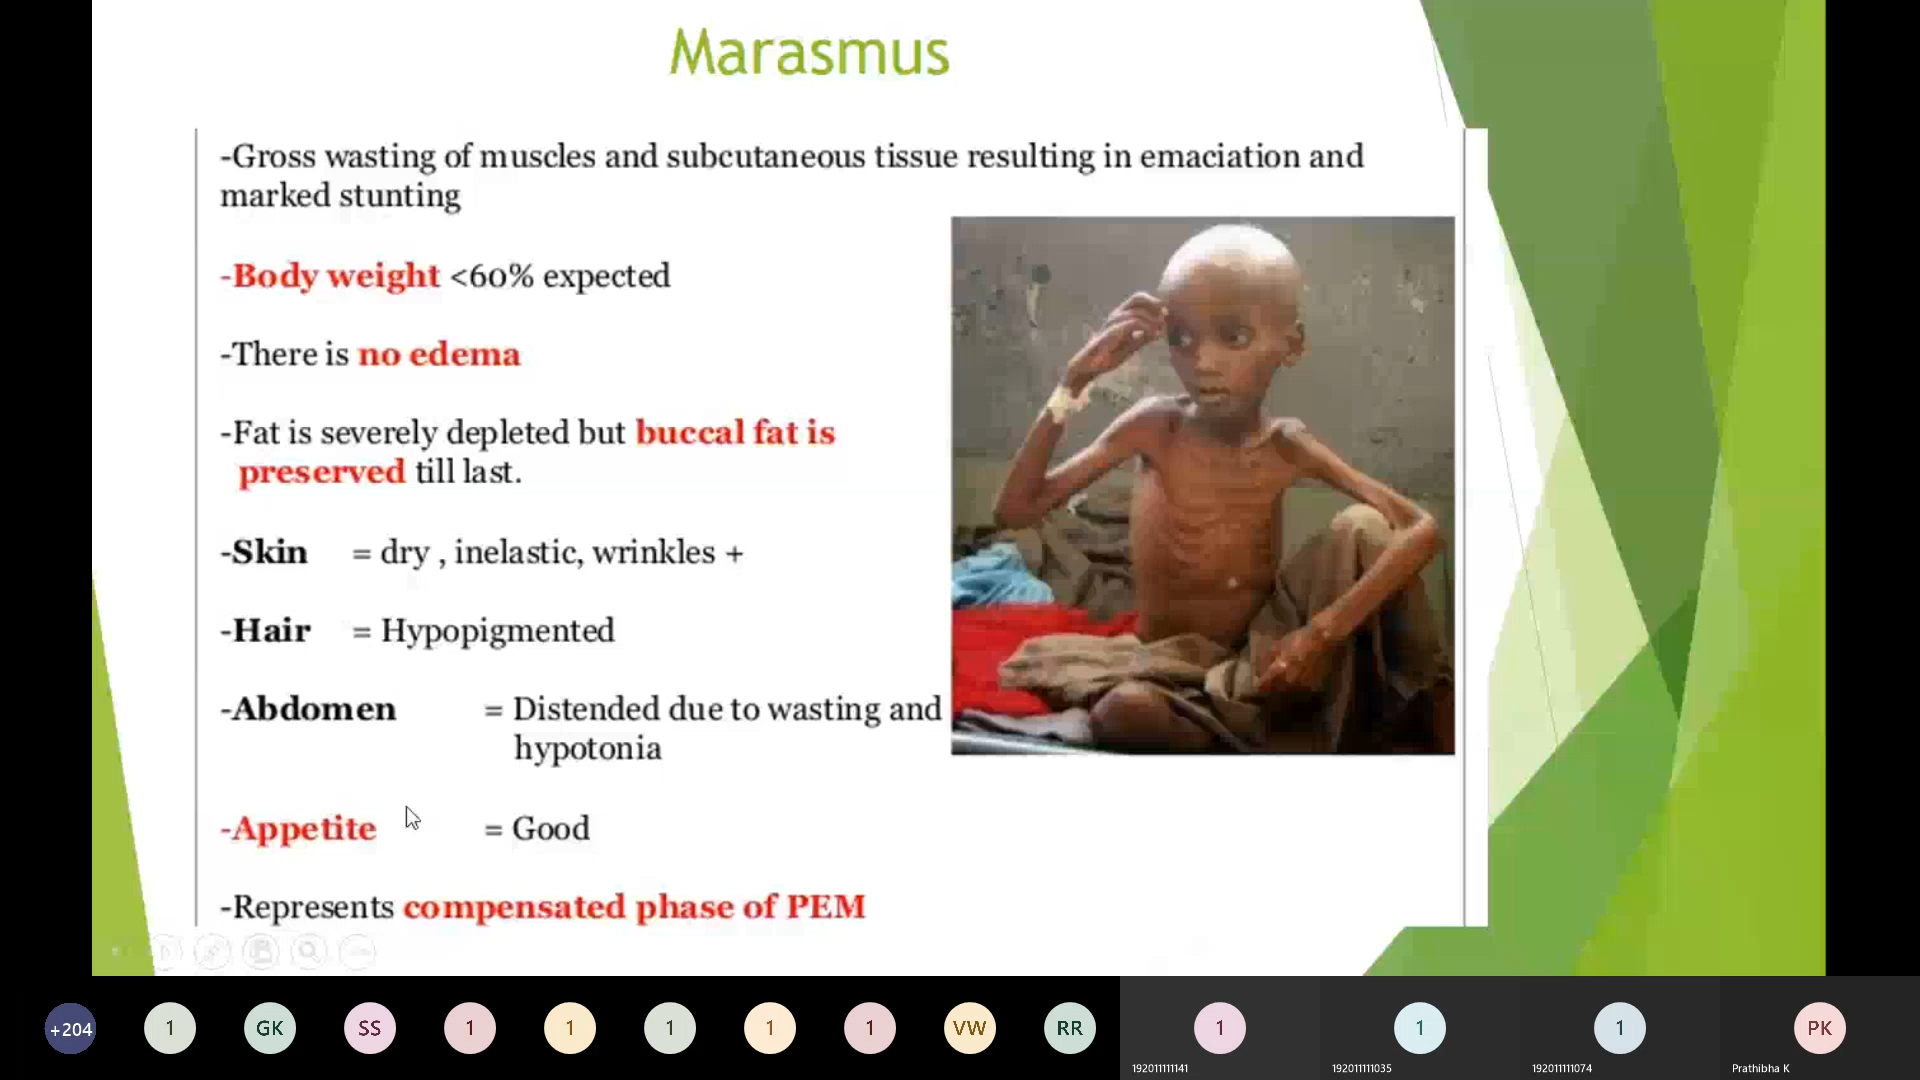 Marasmus
-Gross wasting of muscles and subcutaneous tissue resulting in emaciation and
marked stunting
-Body weight <60% expected
-There is no edema
-Fat is severely depleted but buccal fat is
preserved till last.
-Skin = dry , inelastic, wrinkles +
-Hair = Hypopigmented
-Abdomen = Distended due to wasting and
hypotonia
-Appetite = Good
-Represents compensated phase of PEM
+204 1 GK SS 1 1 1 1 1 VW RR 1 1 1 PK
192011111141 192011111035 192011111074 Prathibha K